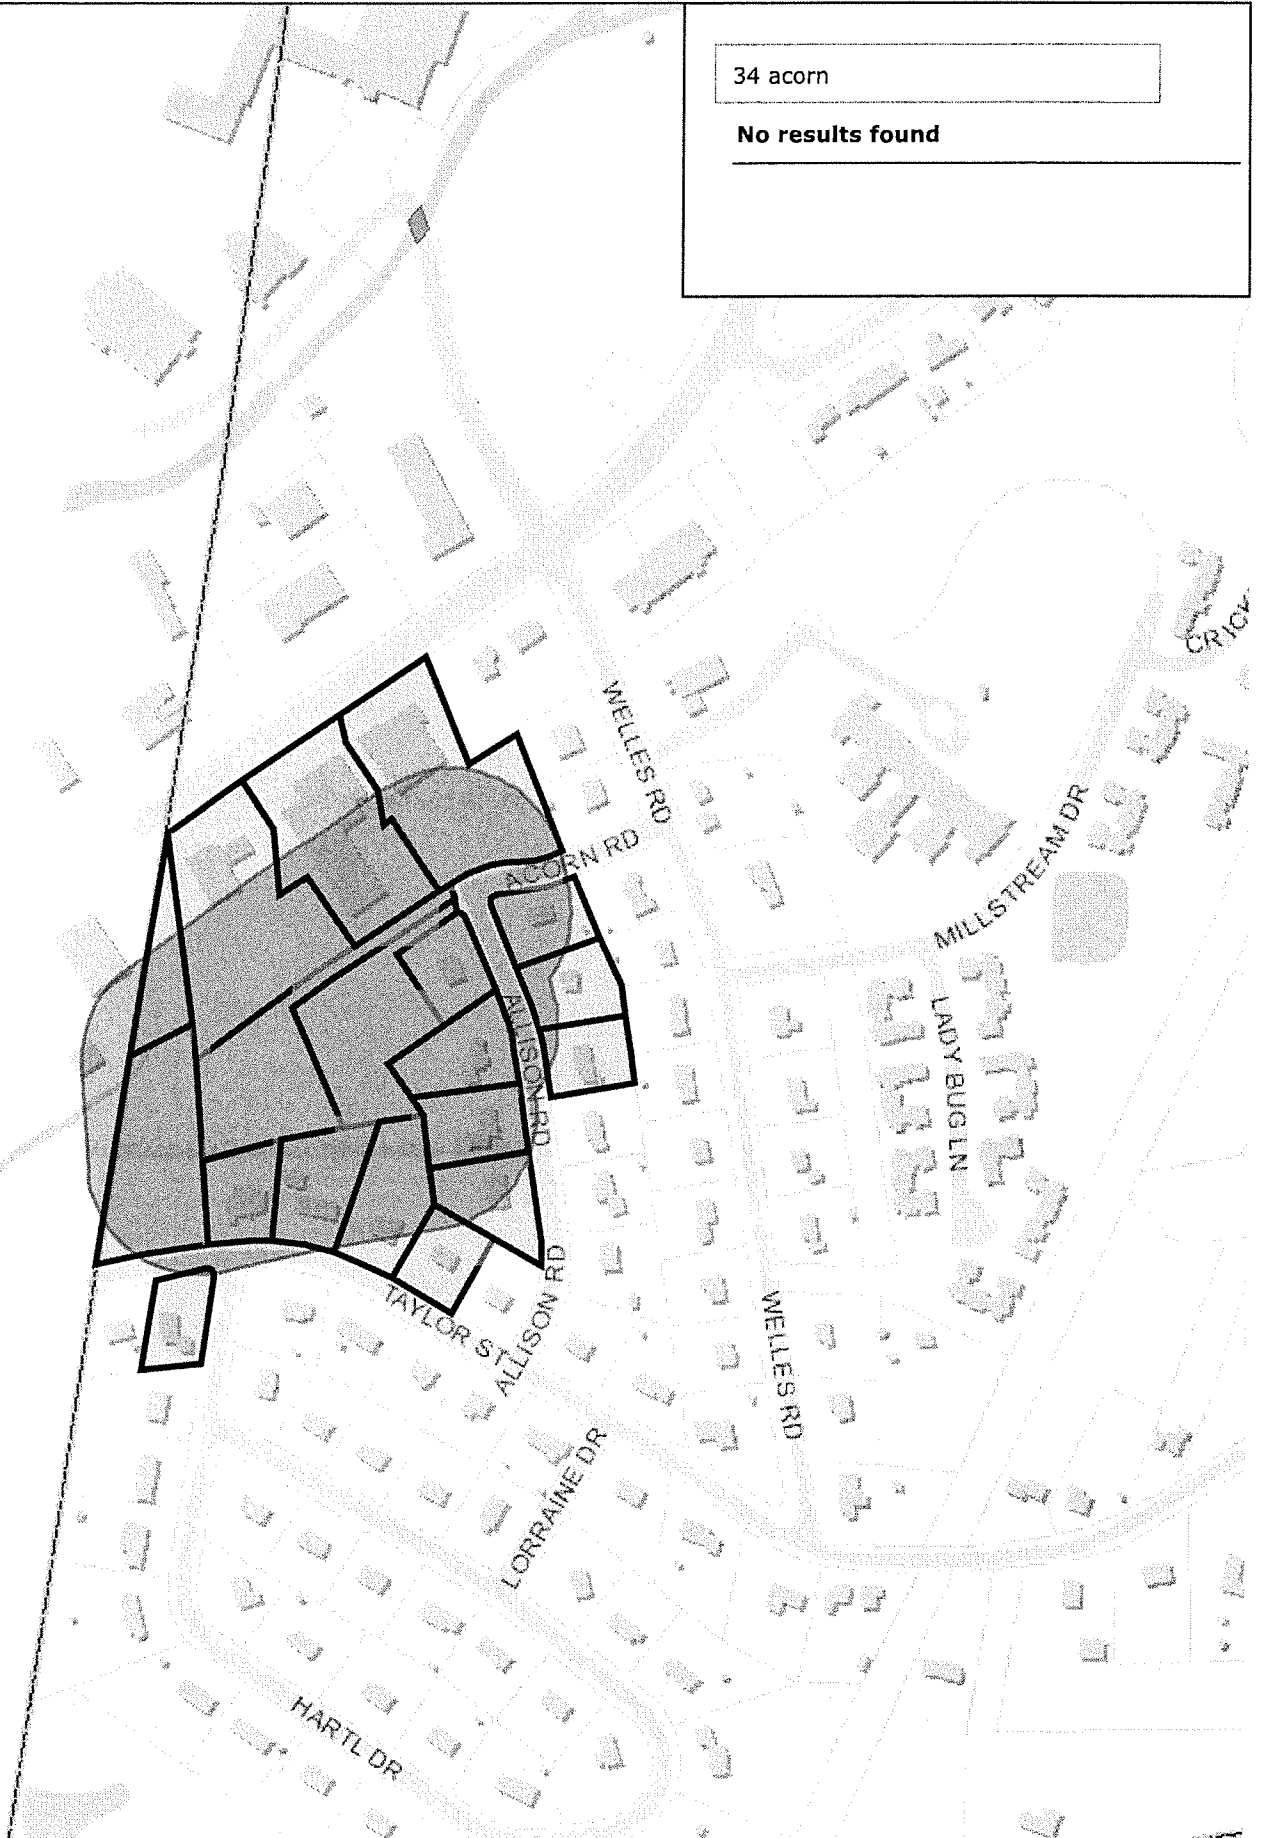 34 acorn
No results found
CRICK
WELLES RD
ACORN RD
MILLSTREAM DR
ALLISON RD
LADY BUG LN
TAYLOR ST
ALLISON RD
WELLES RD
LORRAINE DR
HARTL DR